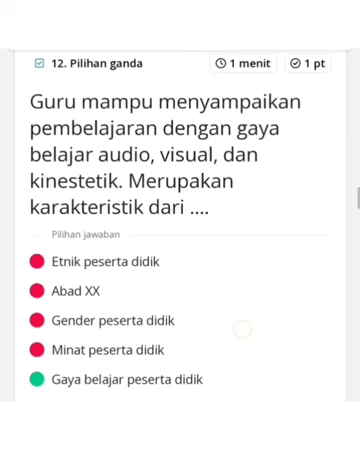 12. Pilihan ganda
1 menit
1 pt
Guru mampu menyampaikan
pembelajaran dengan gaya
belajar audio, visual, dan
kinestetik. Merupakan
karakteristik dari ....
Pilihan jawaban
Etnik peserta didik
Abad XX
Gender peserta didik
Minat peserta didik
Gaya belajar peserta didik